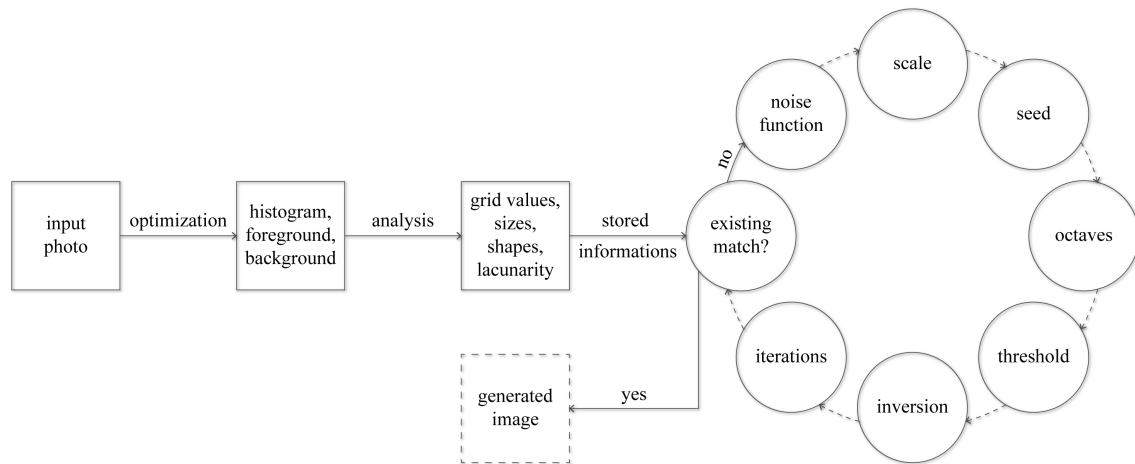 input
photo
optimization
histogram,
foreground,
background
analysis
grid values,
sizes,
shapes,
lacunarity
stored
informations
existing
match?
no
noise
function
scale
seed
octaves
threshold
inversion
iterations
yes
generated
image